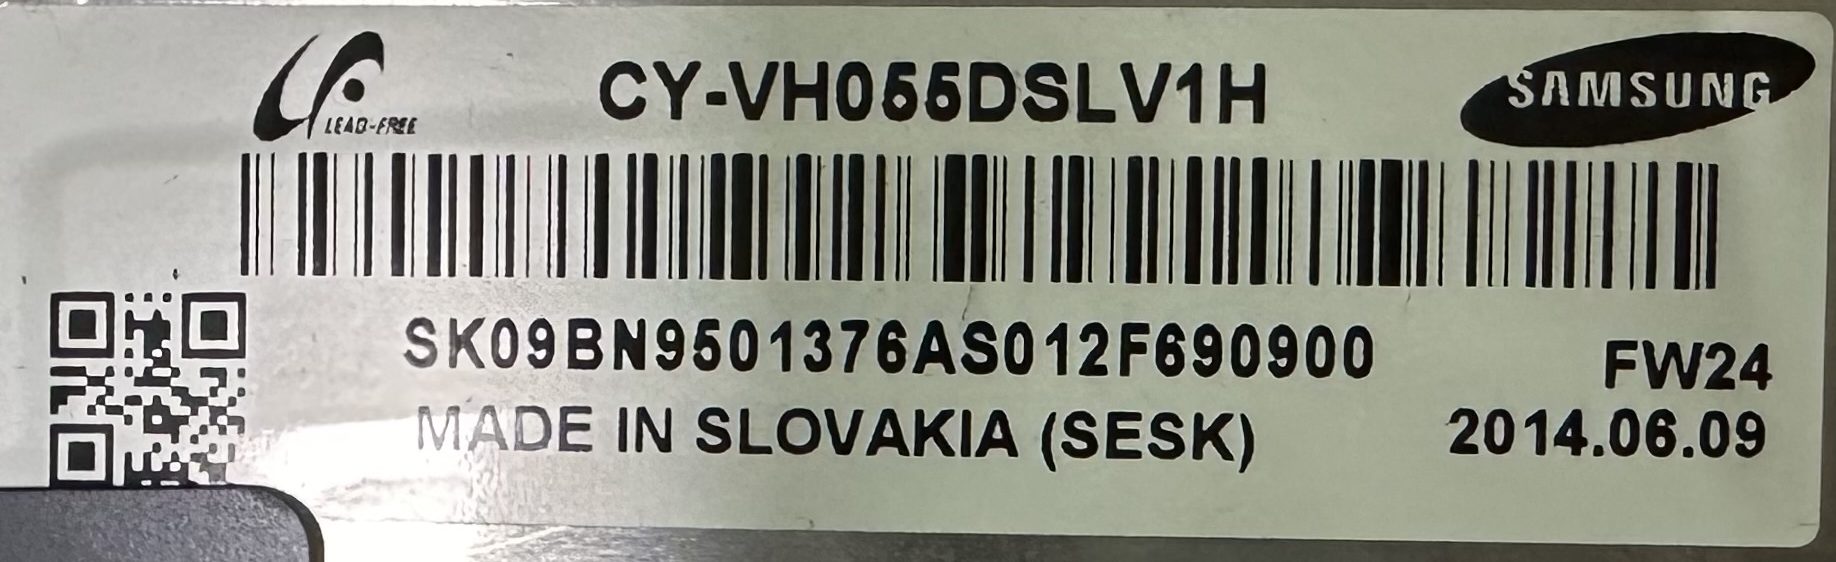 LEAD-FREE
CY-VH055DSLV1H
SAMSUNG
SK09BN9501376AS012F690900
FW24
MADE IN SLOVAKIA (SESK)
2014.06.09